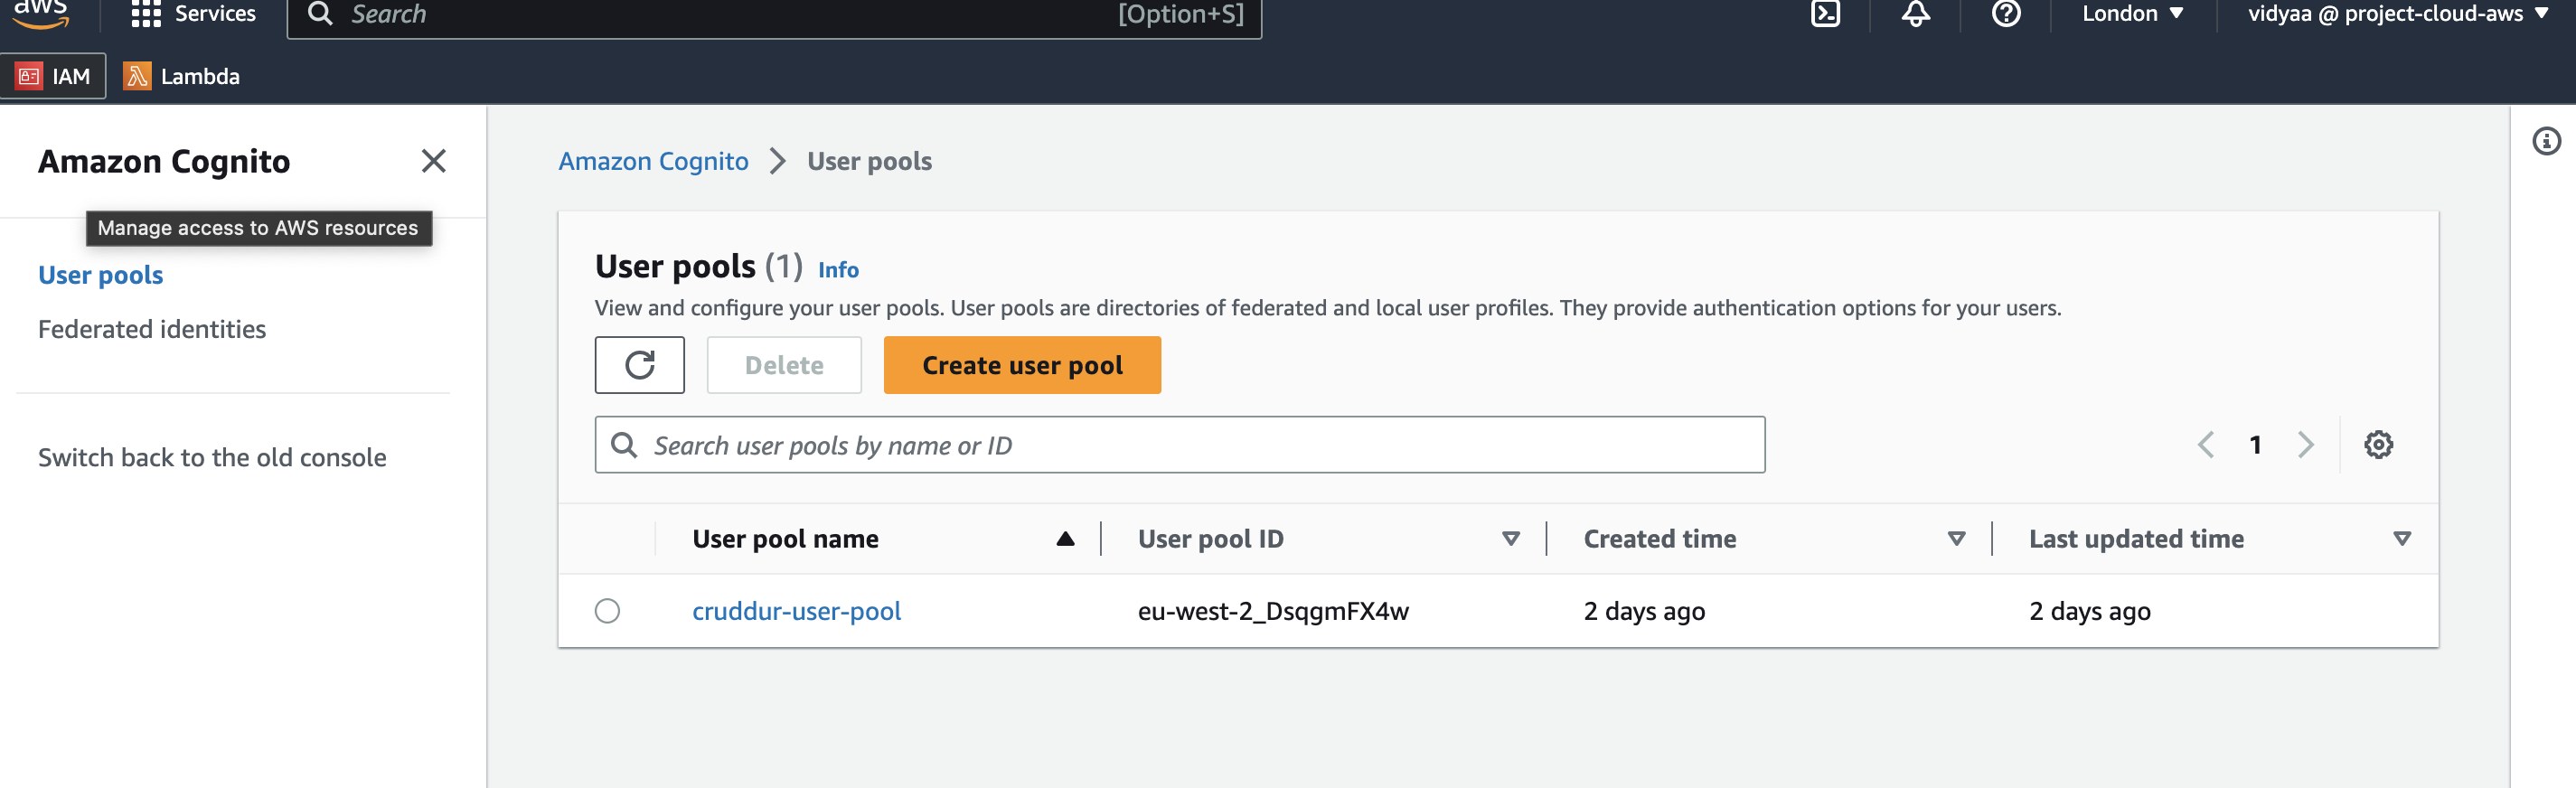 aws
Services
Search
[Option+S]
London
vidyaa @ project-cloud-aws
IAM
Lambda
Amazon Cognito
Manage access to AWS resources
User pools
Federated identities
Switch back to the old console
Amazon Cognito > User pools
User pools (1) Info
View and configure your user pools. User pools are directories of federated and local user profiles. They provide authentication options for your users.
Delete
Create user pool
Search user pools by name or ID
1
User pool name
User pool ID
Created time
Last updated time
cruddur-user-pool
eu-west-2_DsqgmFX4w
2 days ago
2 days ago